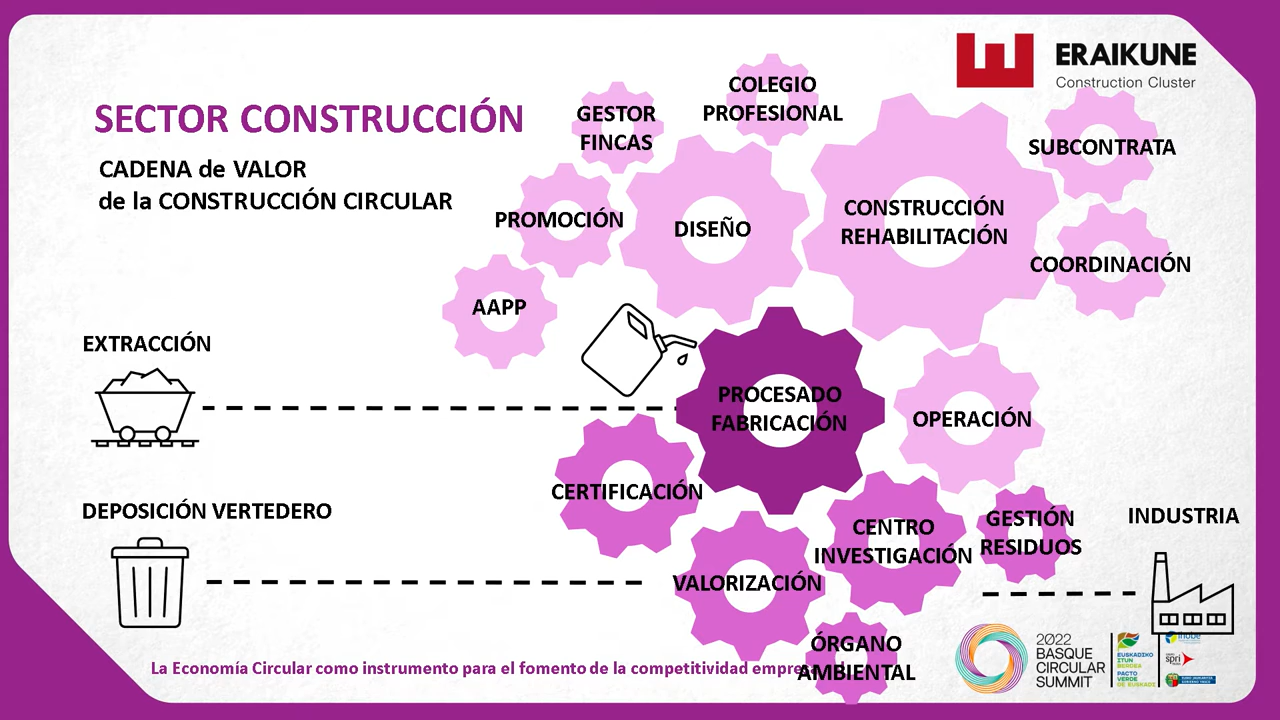 ERAIKUNE
Construction Cluster
SECTOR CONSTRUCCIÓN
CADENA de VALOR
de la CONSTRUCCIÓN CIRCULAR
GESTOR
FINCAS
COLEGIO
PROFESIONAL
SUBCONTRATA
PROMOCIÓN
DISEÑO
CONSTRUCCIÓN
REHABILITACIÓN
COORDINACIÓN
AAPP
EXTRACCIÓN
PROCESADO
FABRICACIÓN
OPERACIÓN
CERTIFICACIÓN
DEPOSICIÓN VERTEDERO
CENTRO
INVESTIGACIÓN
GESTIÓN
RESIDUOS
INDUSTRIA
VALORIZACIÓN
ÓRGANO
AMBIENTAL
La Economía Circular como instrumento para el fomento de la competitividad
2022
BASQUE
CIRCULAR
SUMMIT
EUSKADIKO
ITUN
BERDEA
PACTO
VERDE
DE EUSKADI
ihobe
spri